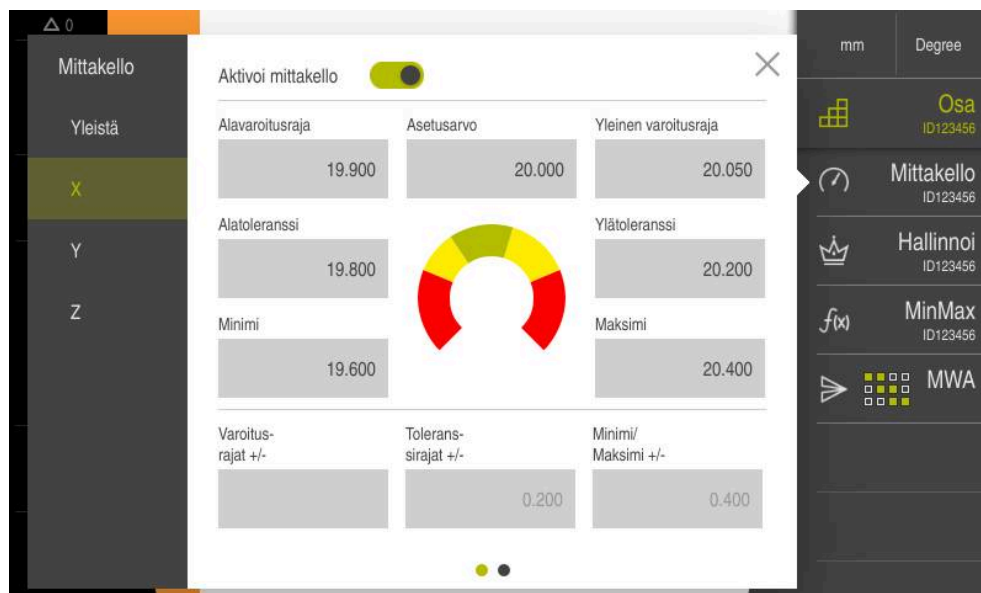 0
Mittakello
Yleistä
X
Y
Z
Aktivoi mittakello
Alavaroitusraja
Asetusarvo
Yleinen varoitusraja
19.900
20.000
20.050
Alatoleranssi
Ylätoleranssi
19.800
20.200
Minimi
Maksimi
19.600
20.400
Varoitus-
rajat +/-
Tolerans-
sirajat +/-
Minimi/
Maksimi +/-
0.200
0.400
mm
Degree
Osa
ID123456
Mittakello
ID123456
Hallinnoi
ID123456
f(x)
MinMax
ID123456
MWA